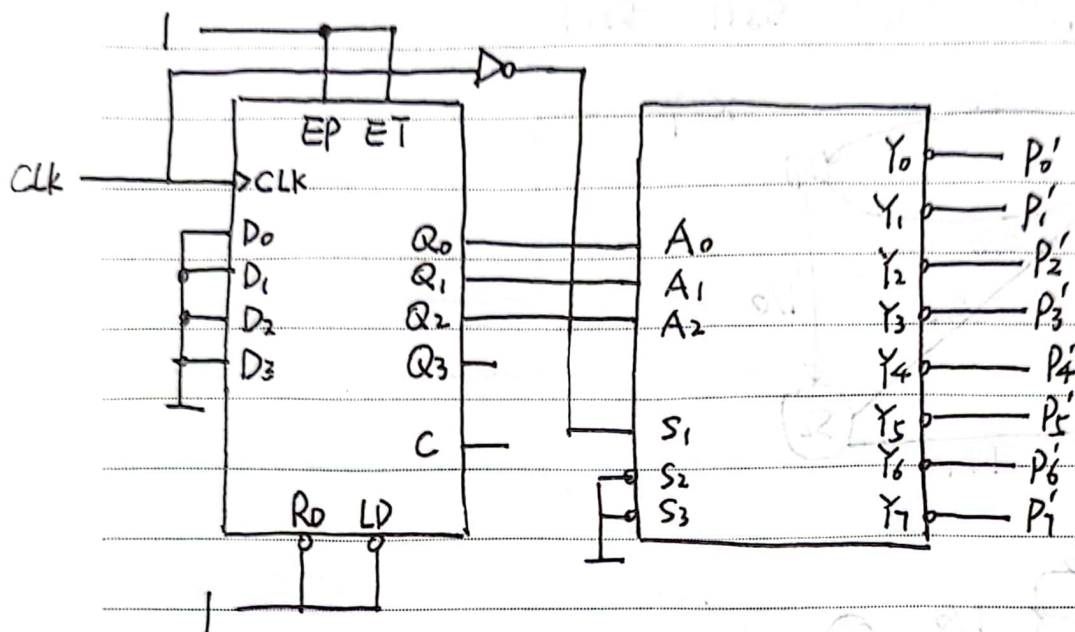 1
EP ET
CLK
CLK
D0
D1
D2
D3
Q0
Q1
Q2
Q3
C
RD LD
1
A0
A1
A2
S1
S2
S3
Y0
Y1
Y2
Y3
Y4
Y5
Y6
Y7
P0'
P1'
P2'
P3'
P4'
P5'
P6'
P7'